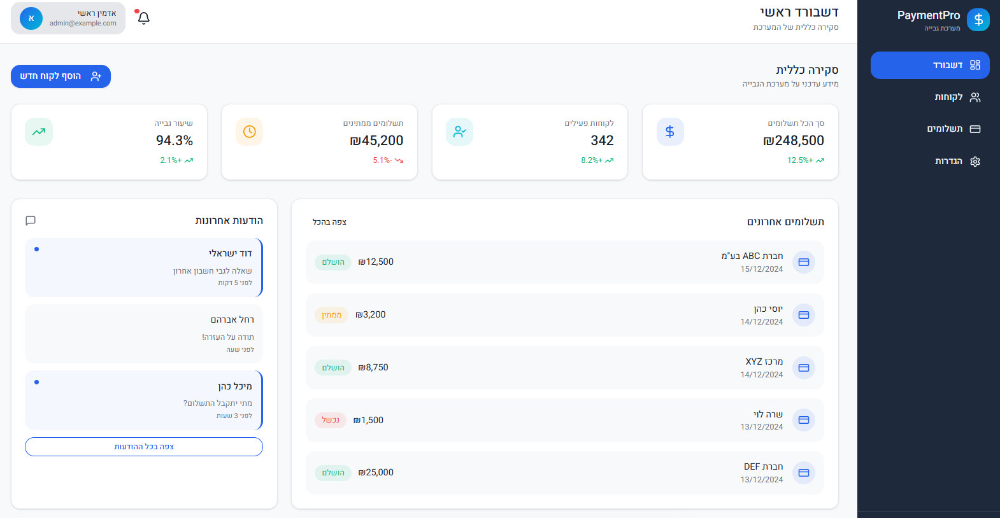 PaymentPro
מערכת גבייה
דשבורד
לקוחות
תשלומים
הגדרות
דשבורד ראשי
סקירה כללית של המערכת
אדמין ראשי
admin@example.com
א
סקירה כללית
מידע עדכני על מערכת הגבייה
הוסף לקוח חדש
סך הכל תשלומים
₪248,500
12.5%+
לקוחות פעילים
342
8.2%+
תשלומים ממתינים
₪45,200
5.1%-
שיעור גבייה
94.3%
2.1%+
תשלומים אחרונים
צפה בהכל
חברת ABC בע"מ
15/12/2024
₪12,500
הושלם
יוסי כהן
14/12/2024
₪3,200
ממתין
מרכז XYZ
14/12/2024
₪8,750
הושלם
שרה לוי
13/12/2024
₪1,500
נכשל
חברת DEF
13/12/2024
₪25,000
הושלם
הודעות אחרונות
דוד ישראלי
שאלה לגבי חשבון אחרון
לפני 5 דקות
רחל אברהם
תודה על העזרה!
לפני שעה
מיכל כהן
מתי יתקבל התשלום?
לפני 3 שעות
צפה בכל ההודעות